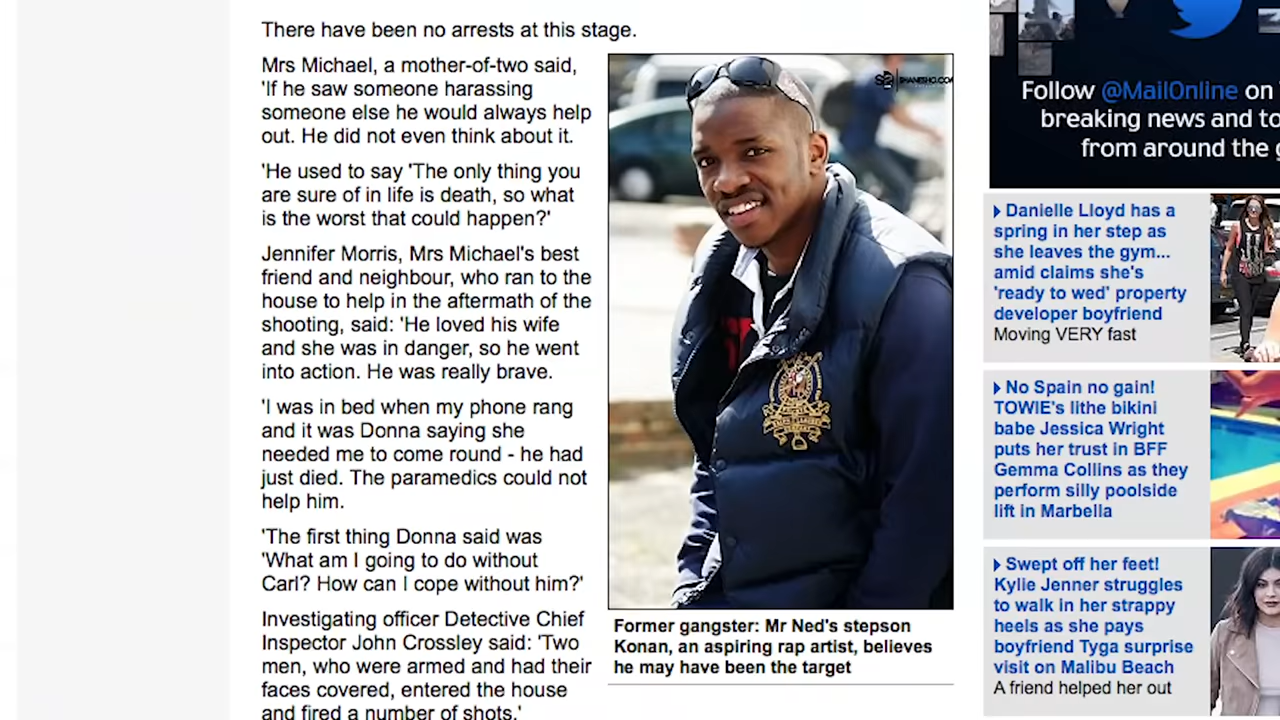 There have been no arrests at this stage.
Mrs Michael, a mother-of-two said,
'If he saw someone harassing
someone else he would always help
out. He did not even think about it.
'He used to say 'The only thing you
are sure of in life is death, so what
is the worst that could happen?'
Jennifer Morris, Mrs Michael's best
friend and neighbour, who ran to the
house to help in the aftermath of the
shooting, said: 'He loved his wife
and she was in danger, so he went
into action. He was really brave.
'I was in bed when my phone rang
and it was Donna saying she
needed me to come round - he had
just died. The paramedics could not
help him.
'The first thing Donna said was
'What am I going to do without
Carl? How can I cope without him?'
Investigating officer Detective Chief
Inspector John Crossley said: 'Two
men, who were armed and had their
faces covered, entered the house
and fired a number of shots.'
Former gangster: Mr Ned's stepson
Konan, an aspiring rap artist, believes
he may have been the target
Follow @MailOnline on
breaking news and to
from around the
Danielle Lloyd has a
spring in her step as
she leaves the gym...
amid claims she's
'ready to wed' property
developer boyfriend
Moving VERY fast
No Spain no gain!
TOWIE's lithe bikini
babe Jessica Wright
puts her trust in BFF
Gemma Collins as they
perform silly poolside
lift in Marbella
Swept off her feet!
Kylie Jenner struggles
to walk in her strappy
heels as she pays
boyfriend Tyga surprise
visit on Malibu Beach
A friend helped her out